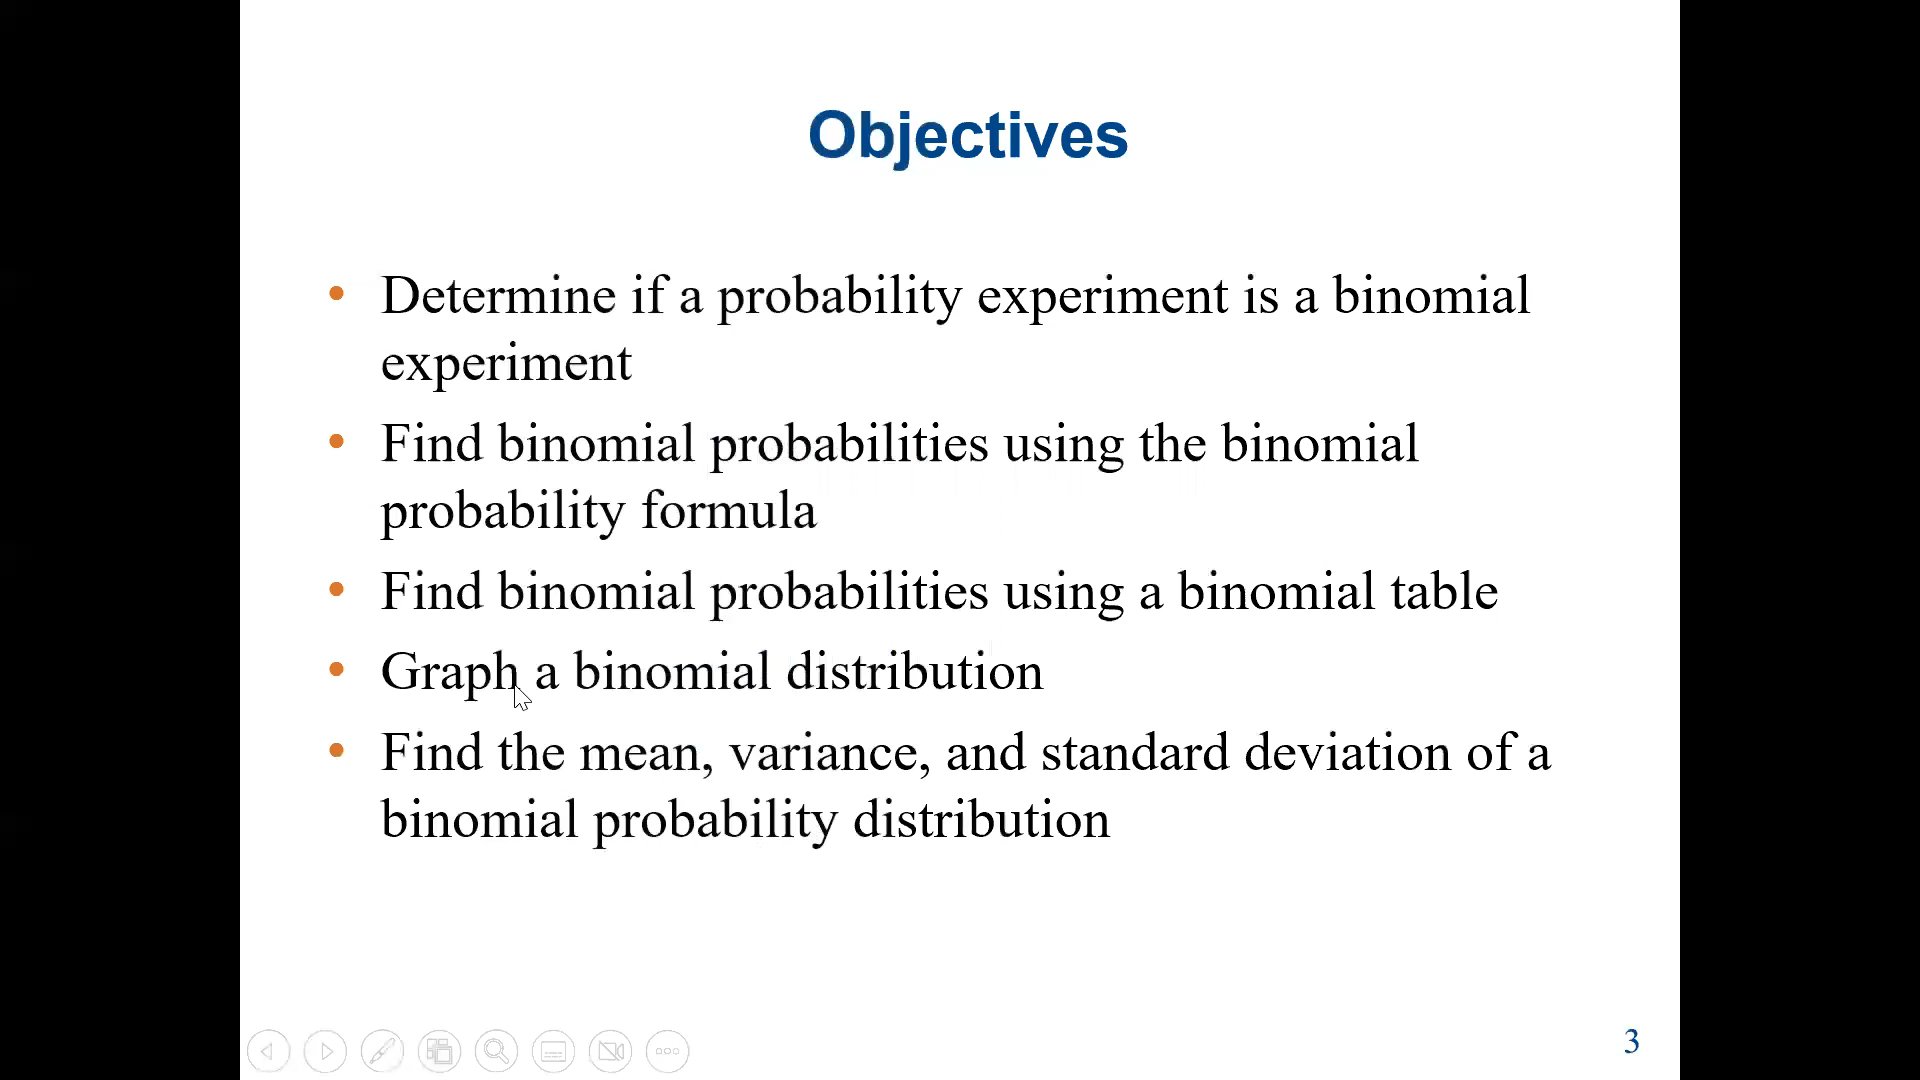 Objectives
• Determine if a probability experiment is a binomial
experiment
• Find binomial probabilities using the binomial
probability formula
• Find binomial probabilities using a binomial table
• Graph a binomial distribution
• Find the mean, variance, and standard deviation of a
binomial probability distribution
3